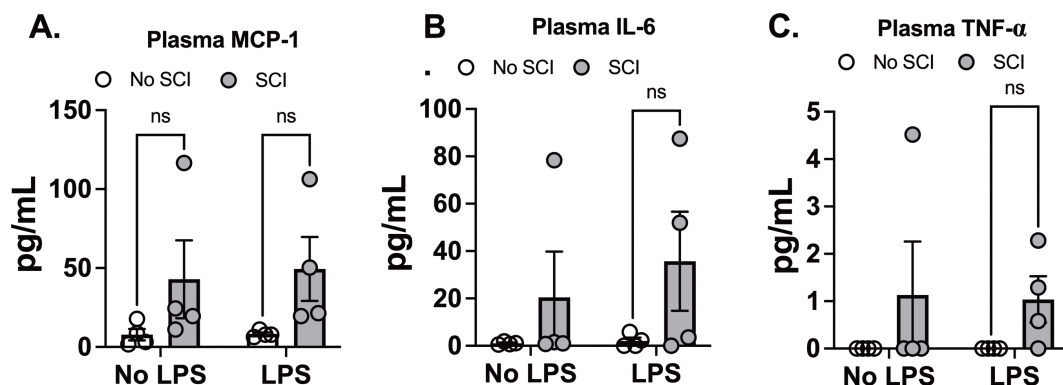 A.
Plasma MCP-1
No SCI SCI
150
100
50
0
pg/mL
ns ns
No LPS LPS
B
.
Plasma IL-6
No SCI SCI
100
80
60
40
20
0
pg/mL
ns
No LPS LPS
C.
Plasma TNF-α
No SCI SCI
5
4
3
2
1
0
pg/mL
ns
No LPS LPS